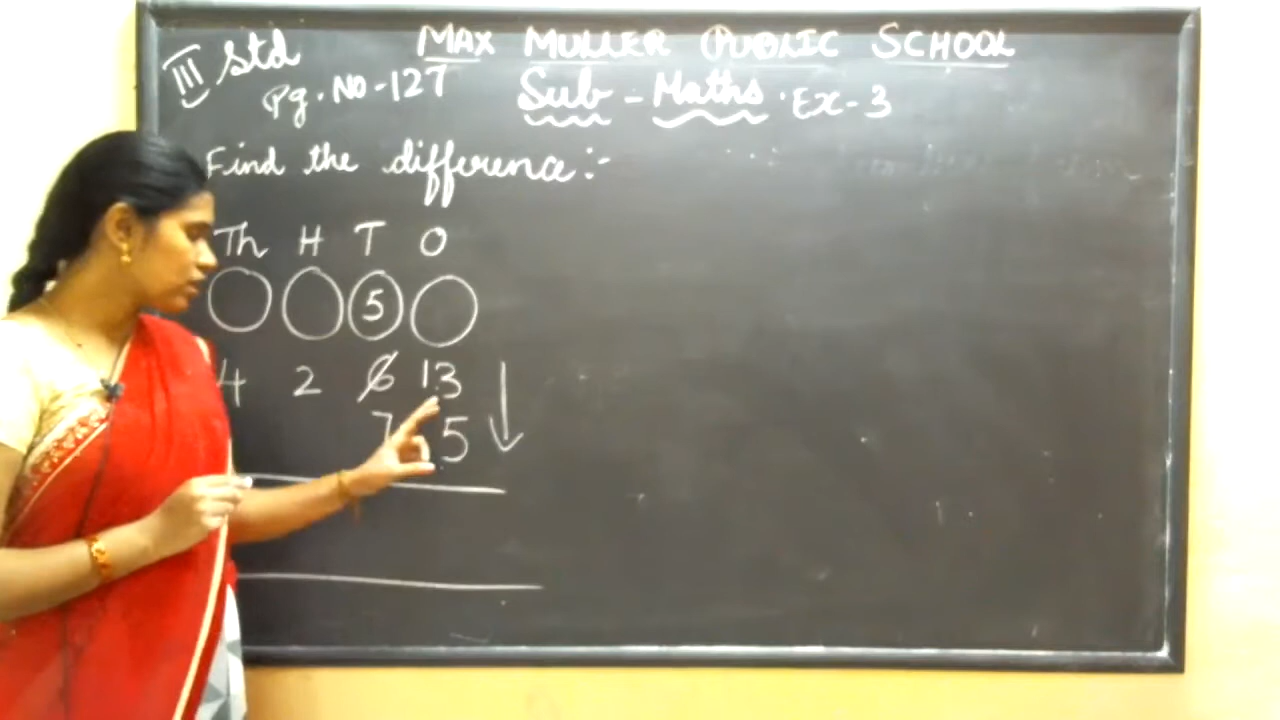 III Std MAX MULLER PUBLIC SCHOOL
Pg. No-127 Sub - Maths . Ex-3
Find the difference:-
Th H T O
5
4 2 6 13
7 5